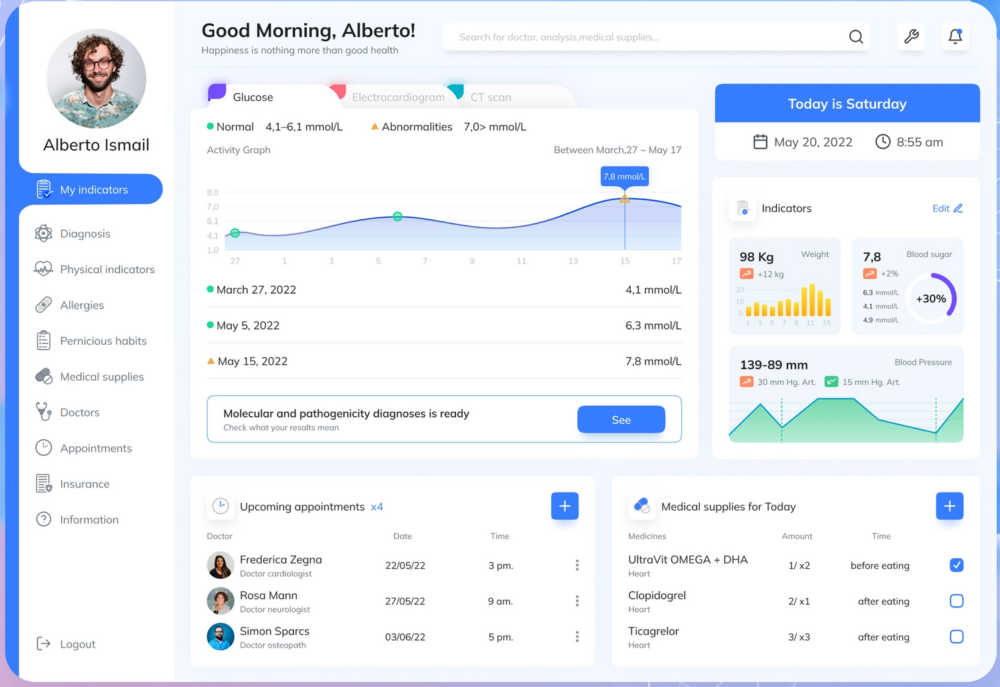 Good Morning, Alberto!
Happiness is nothing more than good health
Search for doctor, analysis,medical supplies...
Alberto Ismail
My indicators
Diagnosis
Physical indicators
Allergies
Pernicious habits
Medical supplies
Doctors
Appointments
Insurance
Information
Logout
Glucose
Electrocardiogram
CT scan
Normal 4,1–6,1 mmol/L Abnormalities 7,0> mmol/L
Activity Graph Between March,27 ~ May 17
7,8 mmol/L
8,0
7,0
6,1
4,1
1,0
27 1 3 5 7 9 11 13 15 17
March 27, 2022 4,1 mmol/L
May 5, 2022 6,3 mmol/L
May 15, 2022 7,8 mmol/L
Molecular and pathogenicity diagnoses is ready
Check what your resalts mean
See
Today is Saturday
May 20, 2022 8:55 am
Indicators Edit
98 Kg Weight
+12 kg
20
10
0
1 3 5 7 9 11 15
7,8 Blood sugar
+2%
6,3 mmol/L
4,1 mmol/L
4,9 mmol/L
+30%
139-89 mm Blood Pressure
30 mm Hg. Art. 15 mm Hg. Art.
Upcoming appointments x4
Doctor Date Time
Frederica Zegna 22/05/22 3 pm.
Doctor cardiologist
Rosa Mann 27/05/22 9 am.
Doctor neurologist
Simon Sparcs 03/06/22 5 pm.
Doctor osteopath
Medical supplies for Today
Medicines Amount Time
UltraVit OMEGA + DHA 1/ x2 before eating
Heart
Clopidogrel 2/ x1 after eating
Heart
Ticagrelor 3/ x3 after eating
Heart